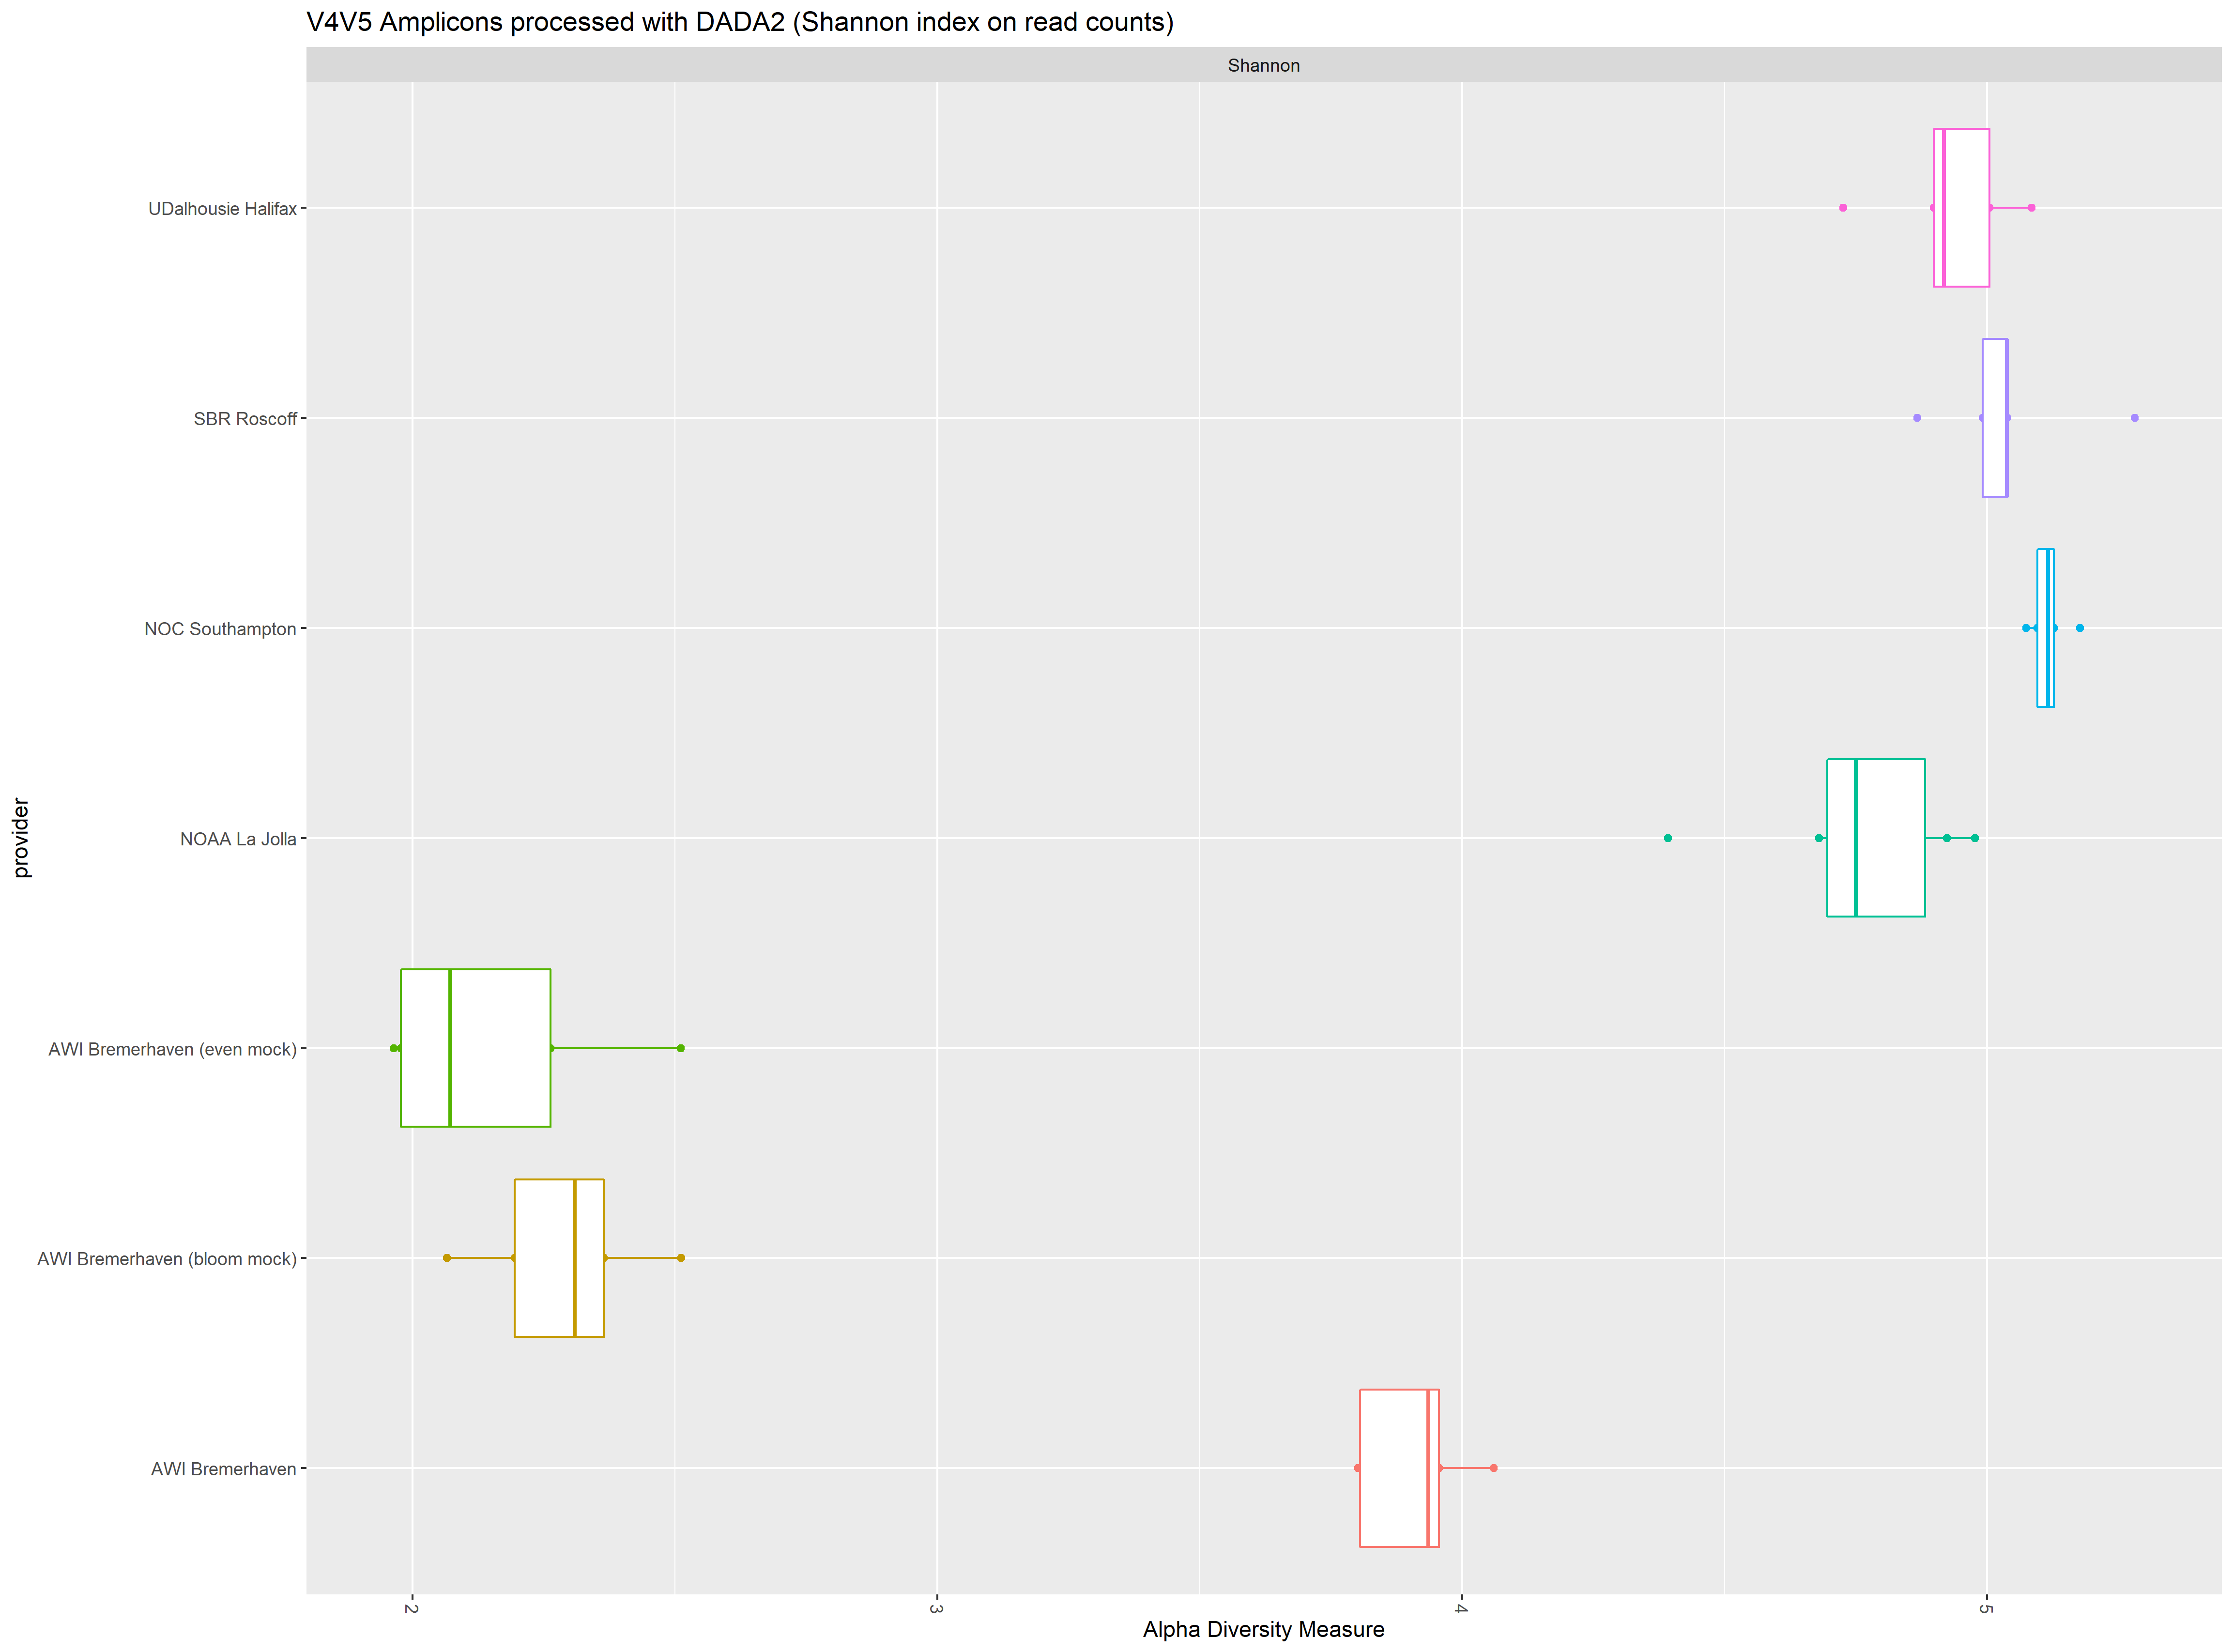 V4V5 Amplicons processed with DADA2 (Shannon index on read counts)
Shannon
provider
UDalhousie Halifax
SBR Roscoff
NOC Southampton
NOAA La Jolla
AWI Bremerhaven (even mock)
AWI Bremerhaven (bloom mock)
AWI Bremerhaven
2 3 4 5
Alpha Diversity Measure